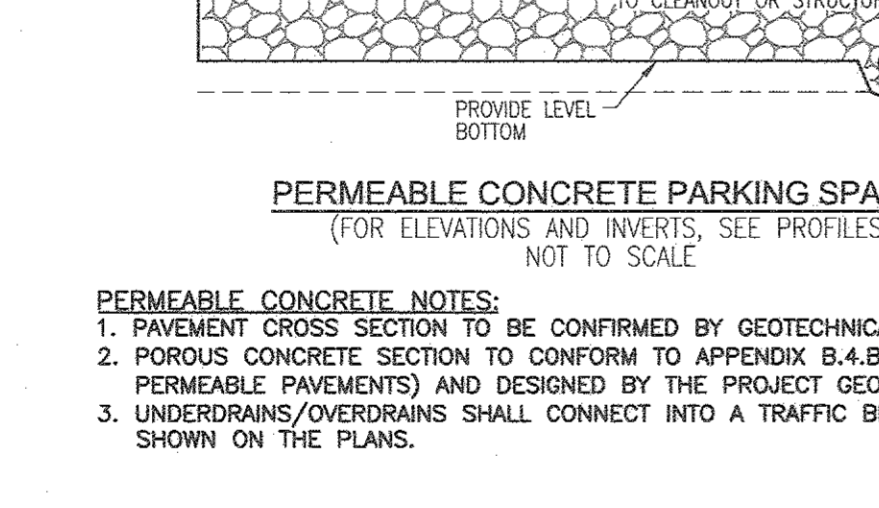 TO CLEANOUT OR STRUCTUR
PROVIDE LEVEL
BOTTOM
PERMEABLE CONCRETE PARKING SPA
(FOR ELEVATIONS AND INVERTS, SEE PROFILES
NOT TO SCALE
PERMEABLE CONCRETE NOTES:
1. PAVEMENT CROSS SECTION TO BE CONFIRMED BY GEOTECHNICA
2. POROUS CONCRETE SECTION TO CONFORM TO APPENDIX B.4.B
PERMEABLE PAVEMENTS) AND DESIGNED BY THE PROJECT GEO
3. UNDERDRAINS/OVERDRAINS SHALL CONNECT INTO A TRAFFIC B
SHOWN ON THE PLANS.